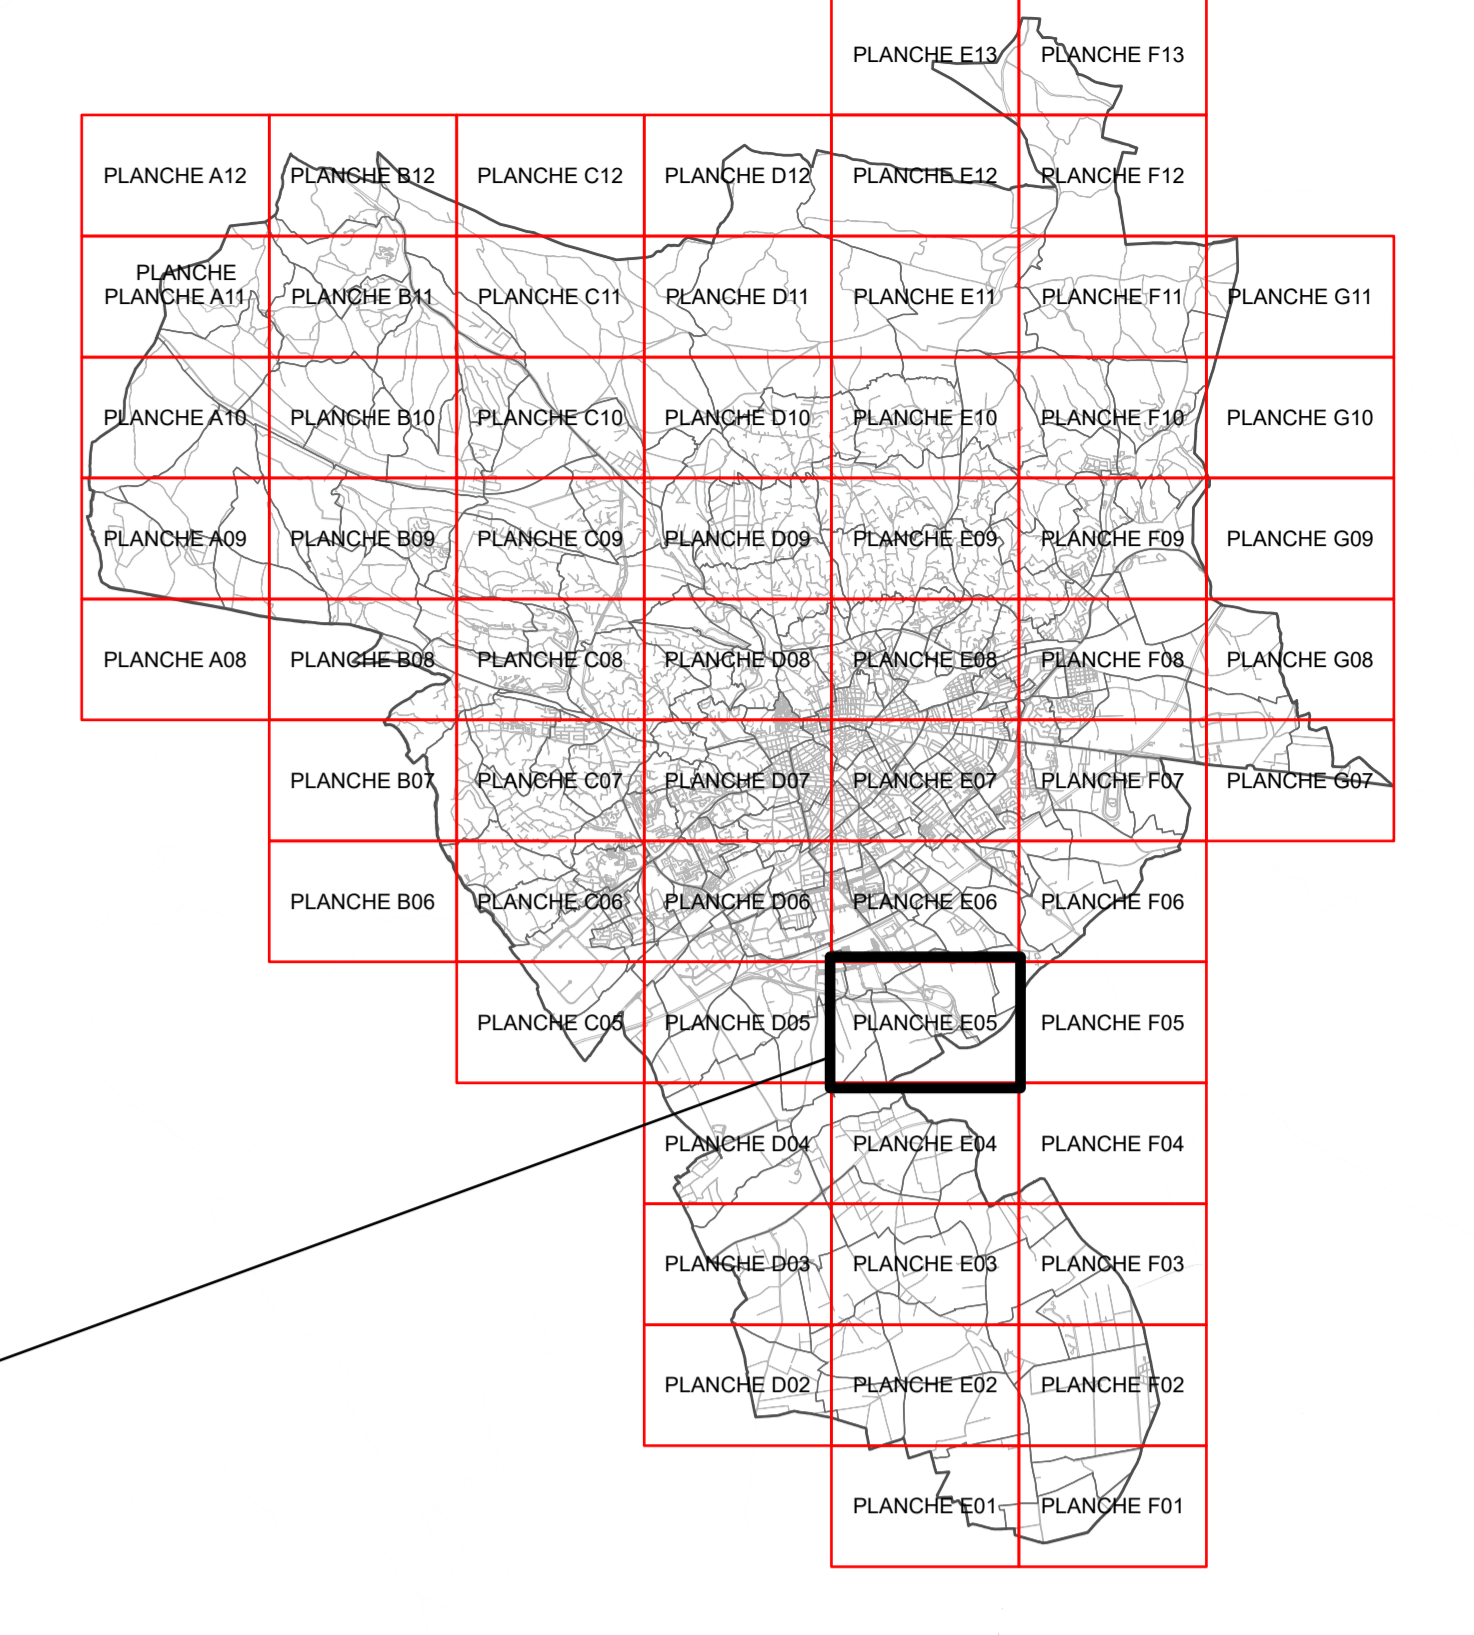 PLANCHE E13
PLANCHE F13
PLANCHE A12
PLANCHE B12
PLANCHE C12
PLANCHE D12
PLANCHE E12
PLANCHE F12
PLANCHE
PLANCHE A11
PLANCHE B11
PLANCHE C11
PLANCHE D11
PLANCHE E11
PLANCHE F11
PLANCHE G11
PLANCHE A10
PLANCHE B10
PLANCHE C10
PLANCHE D10
PLANCHE E10
PLANCHE F10
PLANCHE G10
PLANCHE A09
PLANCHE B09
PLANCHE C09
PLANCHE D09
PLANCHE E09
PLANCHE F09
PLANCHE G09
PLANCHE A08
PLANCHE B08
PLANCHE C08
PLANCHE D08
PLANCHE E08
PLANCHE F08
PLANCHE G08
PLANCHE B07
PLANCHE C07
PLANCHE D07
PLANCHE E07
PLANCHE F07
PLANCHE G07
PLANCHE B06
PLANCHE C06
PLANCHE D06
PLANCHE E06
PLANCHE F06
PLANCHE C05
PLANCHE D05
PLANCHE E05
PLANCHE F05
PLANCHE D04
PLANCHE E04
PLANCHE F04
PLANCHE D03
PLANCHE E03
PLANCHE F03
PLANCHE D02
PLANCHE E02
PLANCHE F02
PLANCHE E01
PLANCHE F01